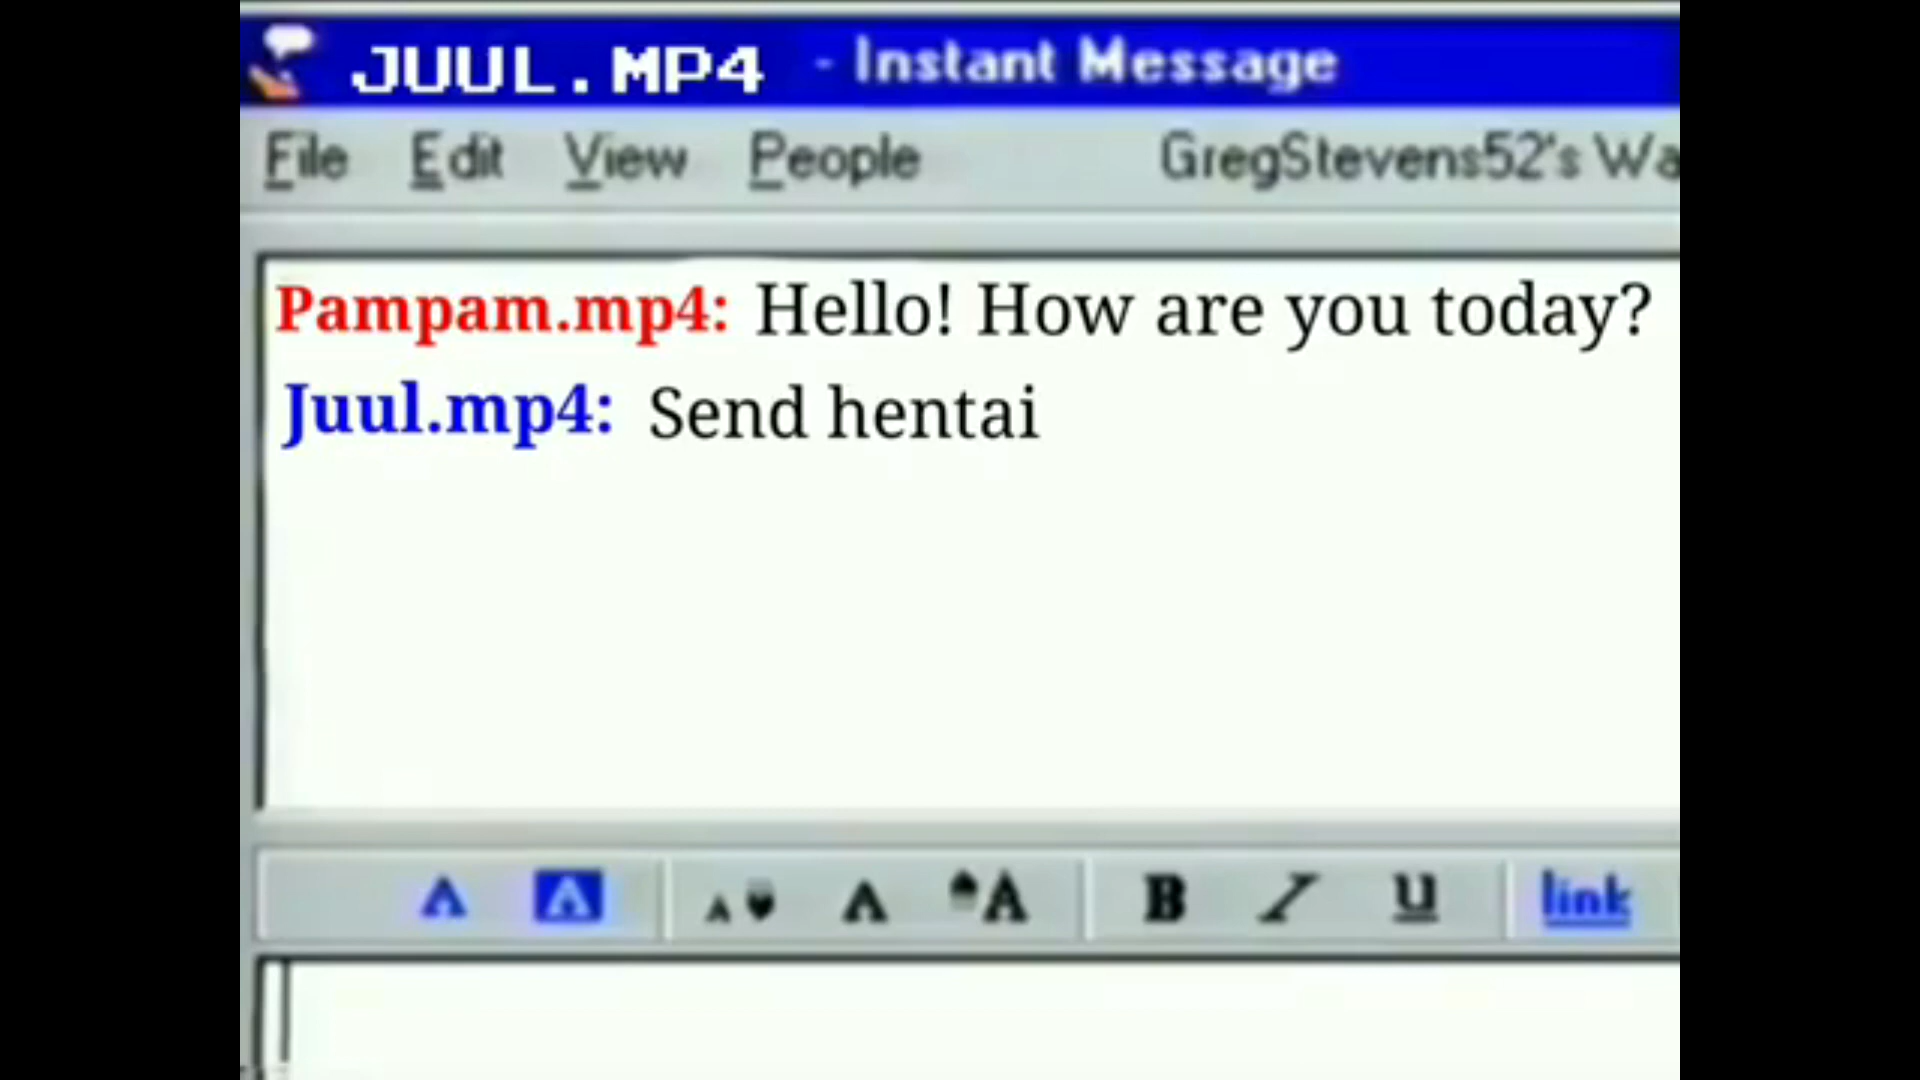 JUUL.MP4 - Instant Message
File Edit View People GregStevens52's Wa
Pampam.mp4: Hello! How are you today?
Juul.mp4: Send hentai
A A A A A B I U link